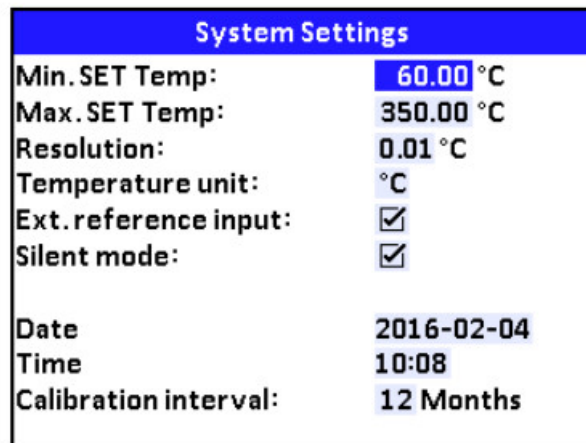 System Settings
Min. SET Temp: 60.00 °C
Max. SET Temp: 350.00 °C
Resolution: 0.01 °C
Temperature unit: °C
Ext. reference input: ☑
Silent mode: ☑
Date 2016-02-04
Time 10:08
Calibration interval: 12 Months